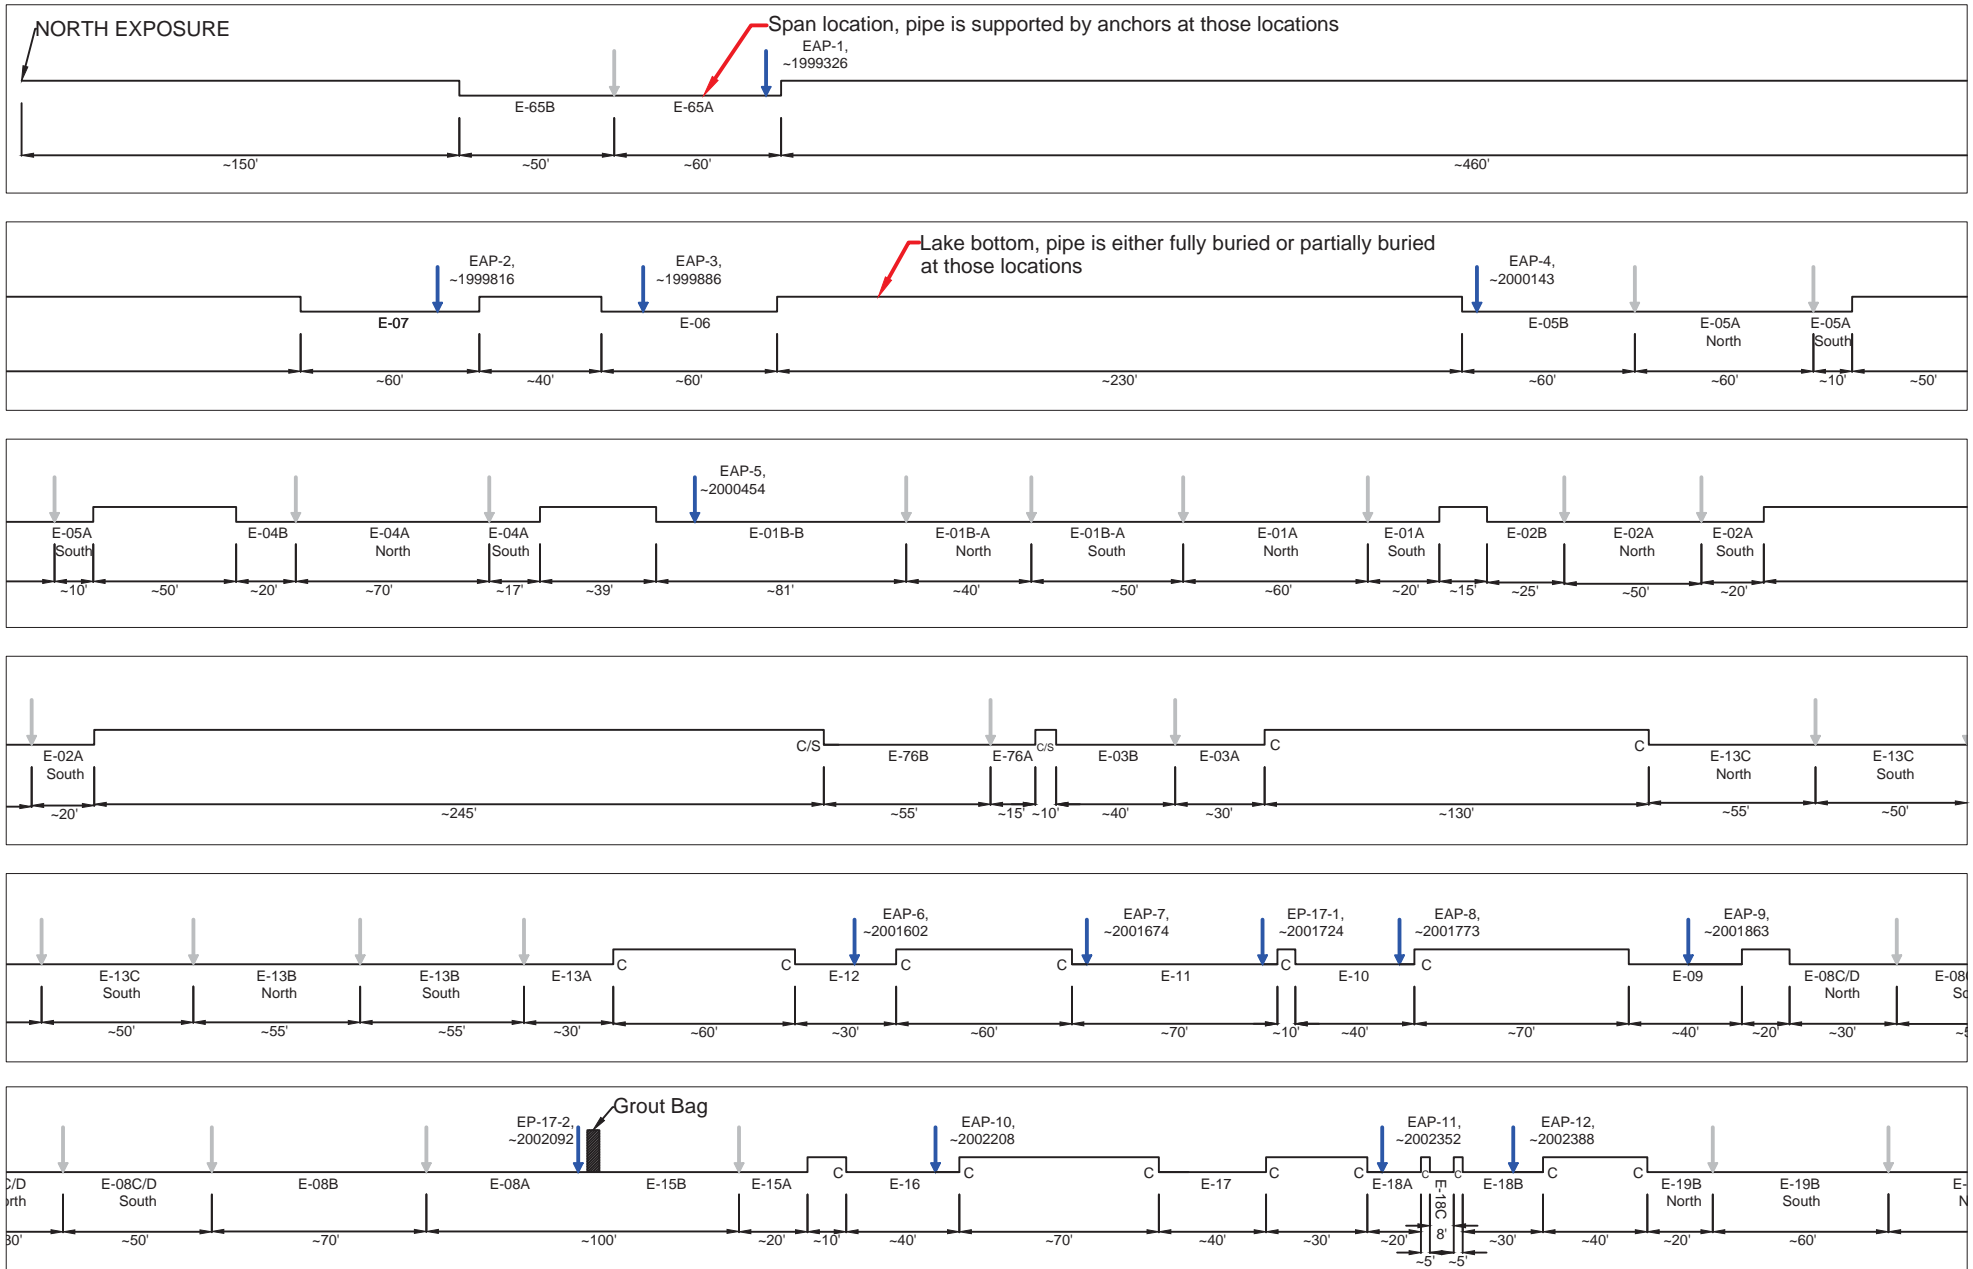 NORTH EXPOSURE
Span location, pipe is supported by anchors at those locations
EAP-1,
~1999326
E-65B
E-65A
~150'
~50'
~60'
~460'
Lake bottom, pipe is either fully buried or partially buried
at those locations
EAP-2,
~1999816
EAP-3,
~1999886
EAP-4,
~2000143
E-07
E-06
E-05B
E-05A
North
E-05A
South
~60'
~40'
~60'
~230'
~60'
~60'
~10'
~50'
EAP-5,
~2000454
E-05A
South
E-04B
E-04A
North
E-04A
South
E-01B-B
E-01B-A
North
E-01B-A
South
E-01A
North
E-01A
South
E-02B
E-02A
North
E-02A
South
~10'
~50'
~20'
~70'
~17'
~39'
~81'
~40'
~50'
~60'
~20'
~15'
~25'
~50'
~20'
E-02A
South
C/S
E-76B
E-76A
C/S
E-03B
E-03A
C
C
E-13C
North
E-13C
South
~20'
~245'
~55'
~15'
~10'
~40'
~30'
~130'
~55'
~50'
EAP-6,
~2001602
EAP-7,
~2001674
EP-17-1,
~2001724
EAP-8,
~2001773
EAP-9,
~2001863
E-13C
South
E-13B
North
E-13B
South
E-13A
C
C
E-12
C
C
E-11
C
E-10
C
E-09
E-08C/D
North
E-08
So
~50'
~55'
~55'
~30'
~60'
~30'
~60'
~70'
~10'
~40'
~70'
~40'
~20'
~30'
~5
Grout Bag
EP-17-2,
~2002092
EAP-10,
~2002208
EAP-11,
~2002352
EAP-12,
~2002388
C/D
orth
E-08C/D
South
E-08B
E-08A
E-15B
E-15A
C
E-16
C
C
E-17
C
C
E-18A
C
E-18C
C
E-18B
C
C
E-19B
North
E-19B
South
E-
N
30'
~50'
~70'
~100'
~20'
~10'
~40'
~70'
~40'
~30'
~20'
8'
~30'
~40'
~20'
~60'
~5'
~5'